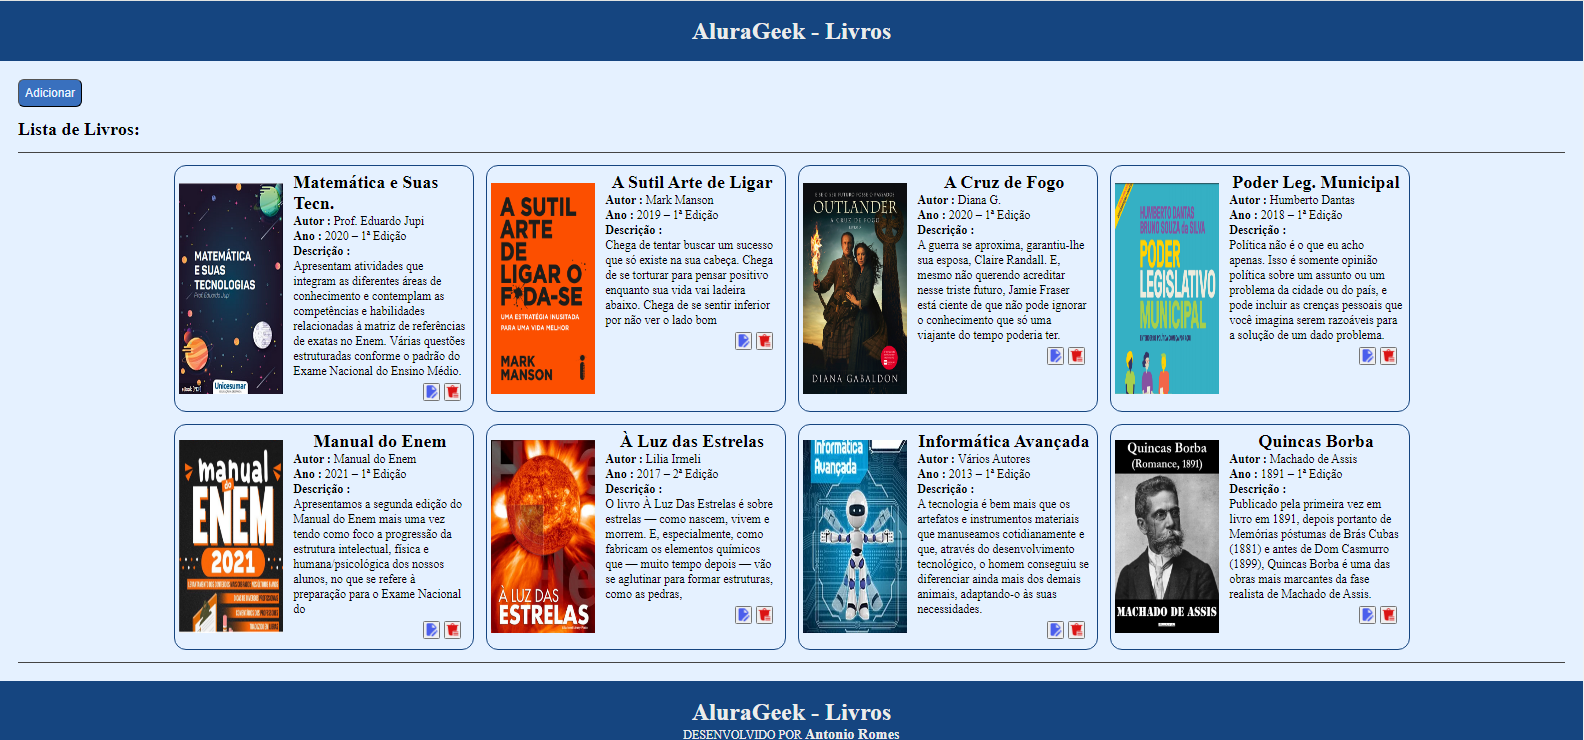 AluraGeek - Livros
Adicionar
Lista de Livros:
MATEMÁTICA
E SUAS
TECNOLOGIAS
Prof. Eduardo Jupi
Unicesumar
Matemática e Suas
Tecn.
Autor : Prof. Eduardo Jupi
Ano : 2020 – 1ª Edição
Descrição :
Apresentam atividades que
integram as diferentes áreas de
conhecimento e contemplam as
competências e habilidades
relacionadas à matriz de referências
de exatas no Enem. Várias questões
estruturadas conforme o padrão do
Exame Nacional do Ensino Médio.
A SUTIL
ARTE
DE
LIGAR O
F*DA-SE
UMA ESTRATÉGIA INUSITADA
PARA UMA VIDA MELHOR
MARK
MANSON
A Sutil Arte de Ligar
Autor : Mark Manson
Ano : 2019 – 1ª Edição
Descrição :
Chega de tentar buscar um sucesso
que só existe na sua cabeça. Chega
de se torturar para pensar positivo
enquanto sua vida vai ladeira
abaixo. Chega de se sentir inferior
por não ver o lado bom
E SE O SEU FUTURO FOSSE O PASSADO?
OUTLANDER
A CRUZ DE FOGO
DIANA GABALDON
A Cruz de Fogo
Autor : Diana G.
Ano : 2020 – 1ª Edição
Descrição :
A guerra se aproxima, garantiu-lhe
sua esposa, Claire Randall. E,
mesmo não querendo acreditar
nesse triste futuro, Jamie Fraser
está ciente de que não pode ignorar
o conhecimento que só uma
viajante do tempo poderia ter.
HUMBERTO DANTAS
BRUNO SOUZA da SILVA
PODER
LEGISLATIVO
MUNICIPAL
Poder Leg. Municipal
Autor : Humberto Dantas
Ano : 2018 – 1ª Edição
Descrição :
Política não é o que eu acho
apenas. Isso é somente opinião
política sobre um assunto ou um
problema da cidade ou do país, e
pode incluir as crenças pessoais que
você imagina serem razoáveis para
a solução de um dado problema.
manual
do
ENEM
2021
Manual do Enem
Autor : Manual do Enem
Ano : 2021 – 1ª Edição
Descrição :
Apresentamos a segunda edição do
Manual do Enem mais uma vez
tendo como foco a progressão da
estrutura intelectual, física e
humana/psicológica dos nossos
alunos, no que se refere à
preparação para o Exame Nacional
do
À LUZ DAS
ESTRELAS
À Luz das Estrelas
Autor : Lilia Irmeli
Ano : 2017 – 2ª Edição
Descrição :
O livro À Luz Das Estrelas é sobre
estrelas — como nascem, vivem e
morrem. E, especialmente, como
fabricam os elementos químicos
que — muito tempo depois — vão
se aglutinar para formar estruturas,
como as pedras,
Informática
Avançada
Informática Avançada
Autor : Vários Autores
Ano : 2013 – 1ª Edição
Descrição :
A tecnologia é bem mais que os
artefatos e instrumentos materiais
que manuseamos cotidianamente e
que, através do desenvolvimento
tecnológico, o homem conseguiu se
diferenciar ainda mais dos demais
animais, adaptando-o às suas
necessidades.
Quincas Borba
(Romance, 1891)
MACHADO DE ASSIS
Quincas Borba
Autor : Machado de Assis
Ano : 1891 – 1ª Edição
Descrição :
Publicado pela primeira vez em
livro em 1891, depois portanto de
Memórias póstumas de Brás Cubas
(1881) e antes de Dom Casmurro
(1899), Quincas Borba é uma das
obras mais marcantes da fase
realista de Machado de Assis.
AluraGeek - Livros
DESENVOLVIDO POR Antonio Romes